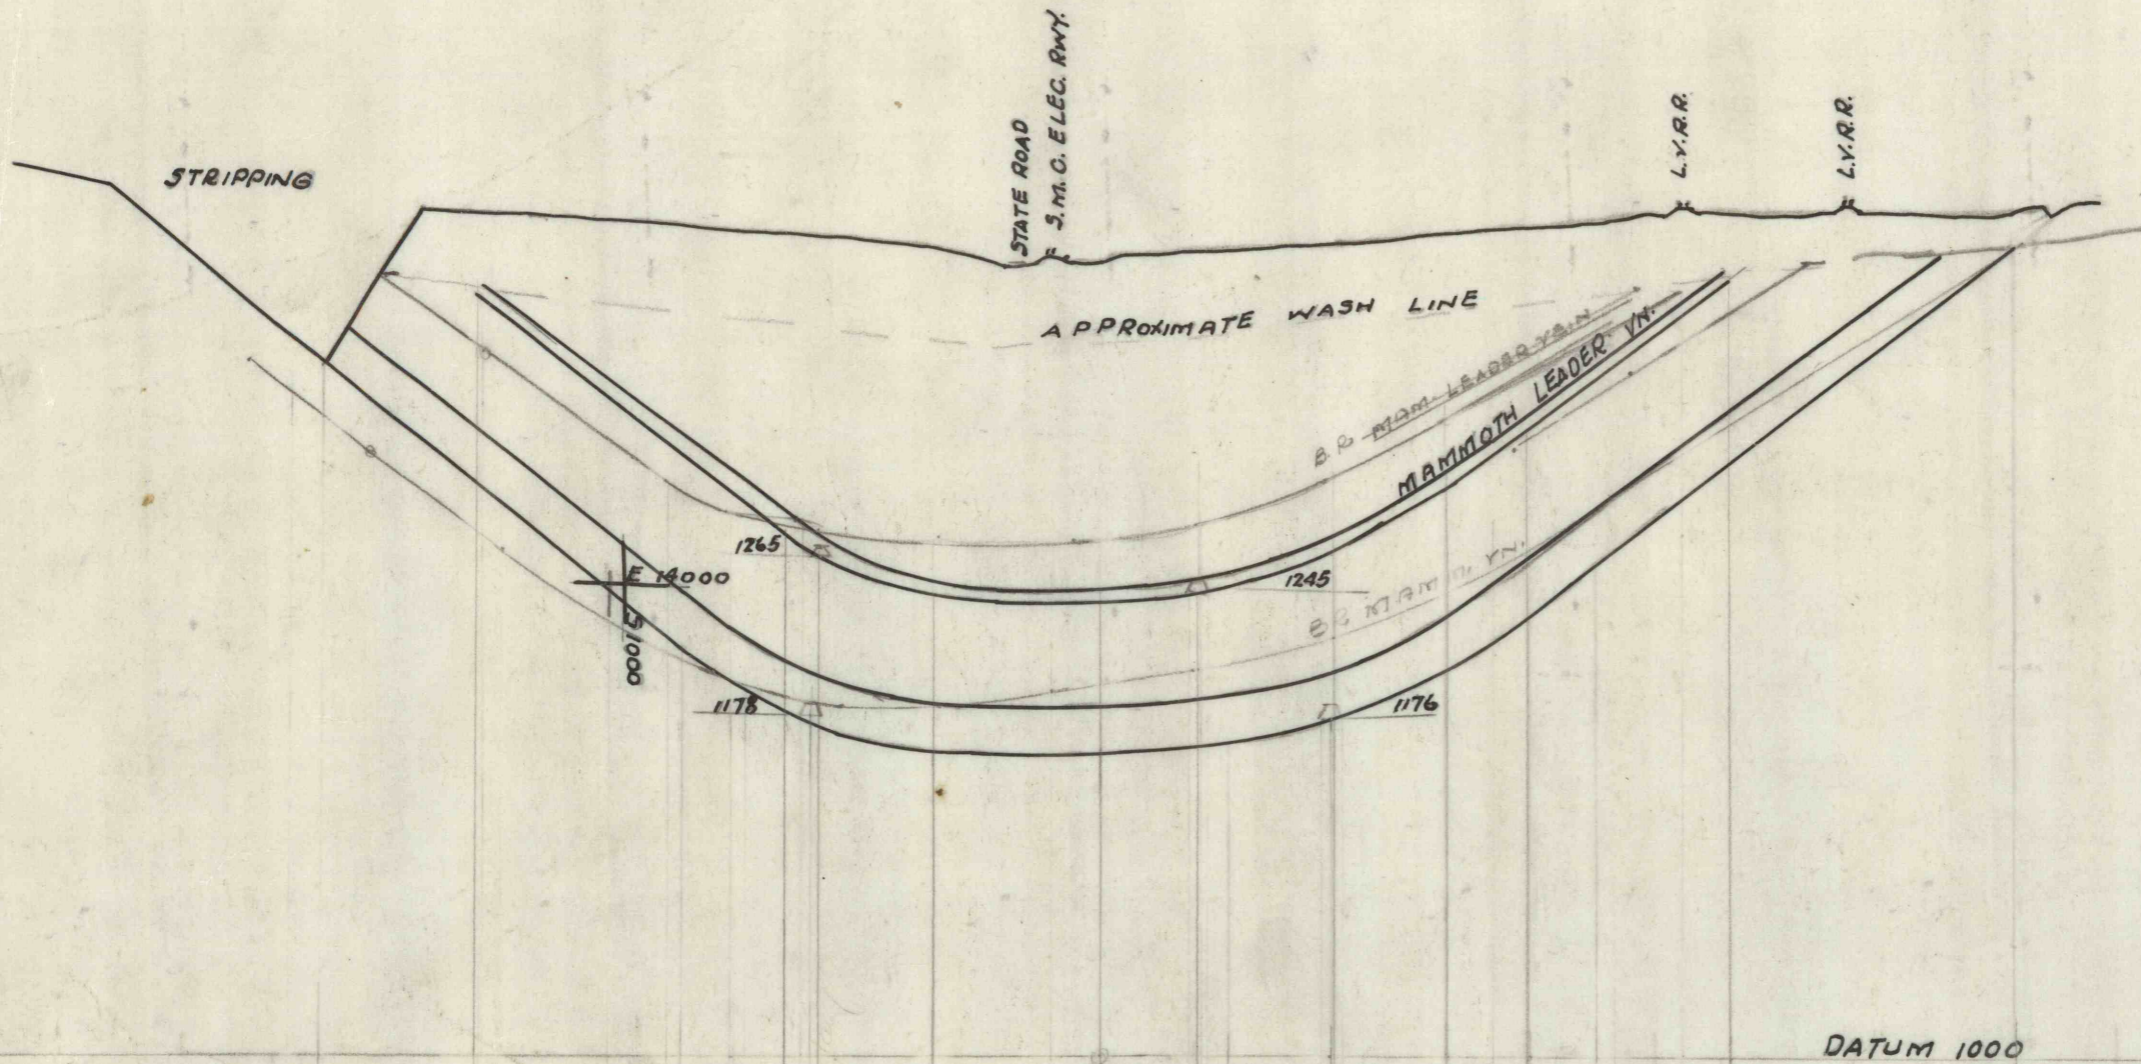 STRIPPING
STATE ROAD
S.M.C. ELEC. RWY.
L.V.R.R.
L.V.R.R.
APPROXIMATE WASH LINE
B.R. MAM. LEADER VEIN
MAMMOTH LEADER VN.
1265
1245
E 14000
S1000
B.R. MAM VN.
1178
1176
DATUM 1000